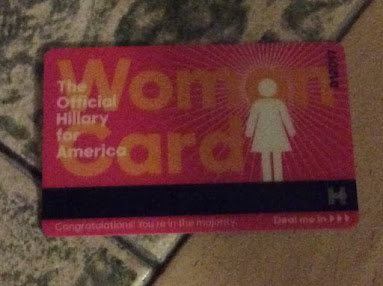 Woman
Card
The
Official
Hillary
for
America
H
Congratulations! You're in the majority.
Deal me in